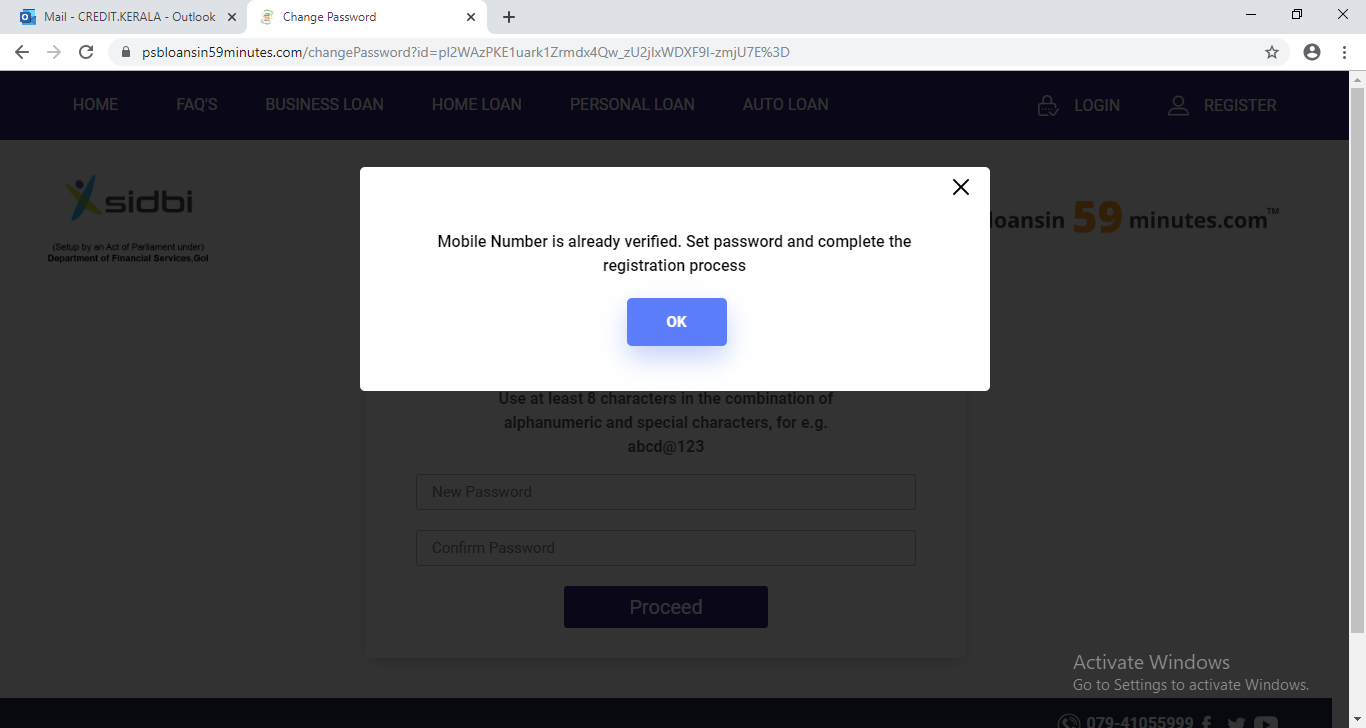 Mail - CREDIT.KERALA - Outlook
Change Password
psbloansin59minutes.com/changePassword?id=pI2WAzPKE1uark1Zrmdx4Qw_zU2jIxWDXF9I-zmjU7E%3D
HOME FAQ'S BUSINESS LOAN HOME LOAN PERSONAL LOAN AUTO LOAN LOGIN REGISTER
sidbi
(Setup by an Act of Parliament under)
Department of Financial Services,GoI
loansin 59 minutes.com™
Mobile Number is already verified. Set password and complete the
registration process
OK
Use at least 8 characters in the combination of
alphanumeric and special characters, for e.g.
abcd@123
New Password
Confirm Password
Proceed
Activate Windows
Go to Settings to activate Windows.
079-41055999